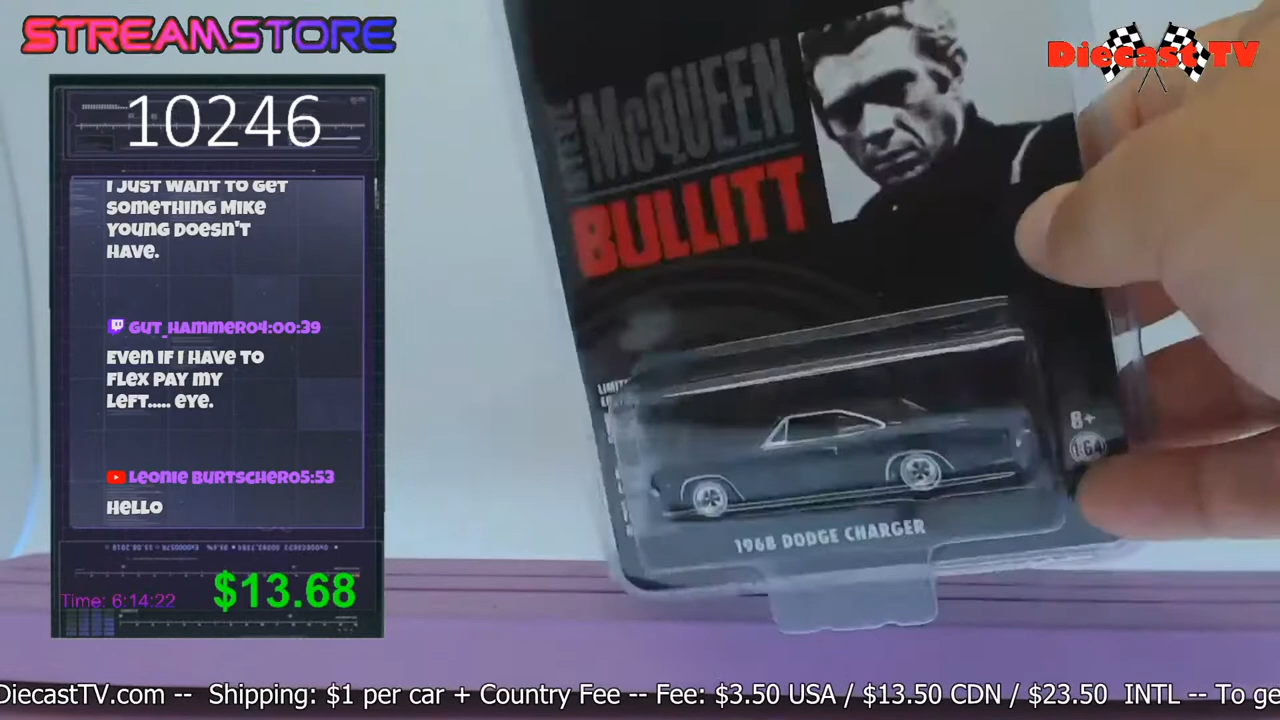 STREAMSTORE
Diecast TV
10246
I just want to get
something Mike
Young doesn't
have.
Gut_Hammer04:00:39
Even if I have to
flex pay my
left..... eye.
Leonie Burtscher05:53
Hello
Time: 6:14:22
$13.68
McQUEEN
BULLITT
8+
1:64
1968 DODGE CHARGER
DiecastTV.com -- Shipping: $1 per car + Country Fee -- Fee: $3.50 USA / $13.50 CDN / $23.50 INTL -- To ge